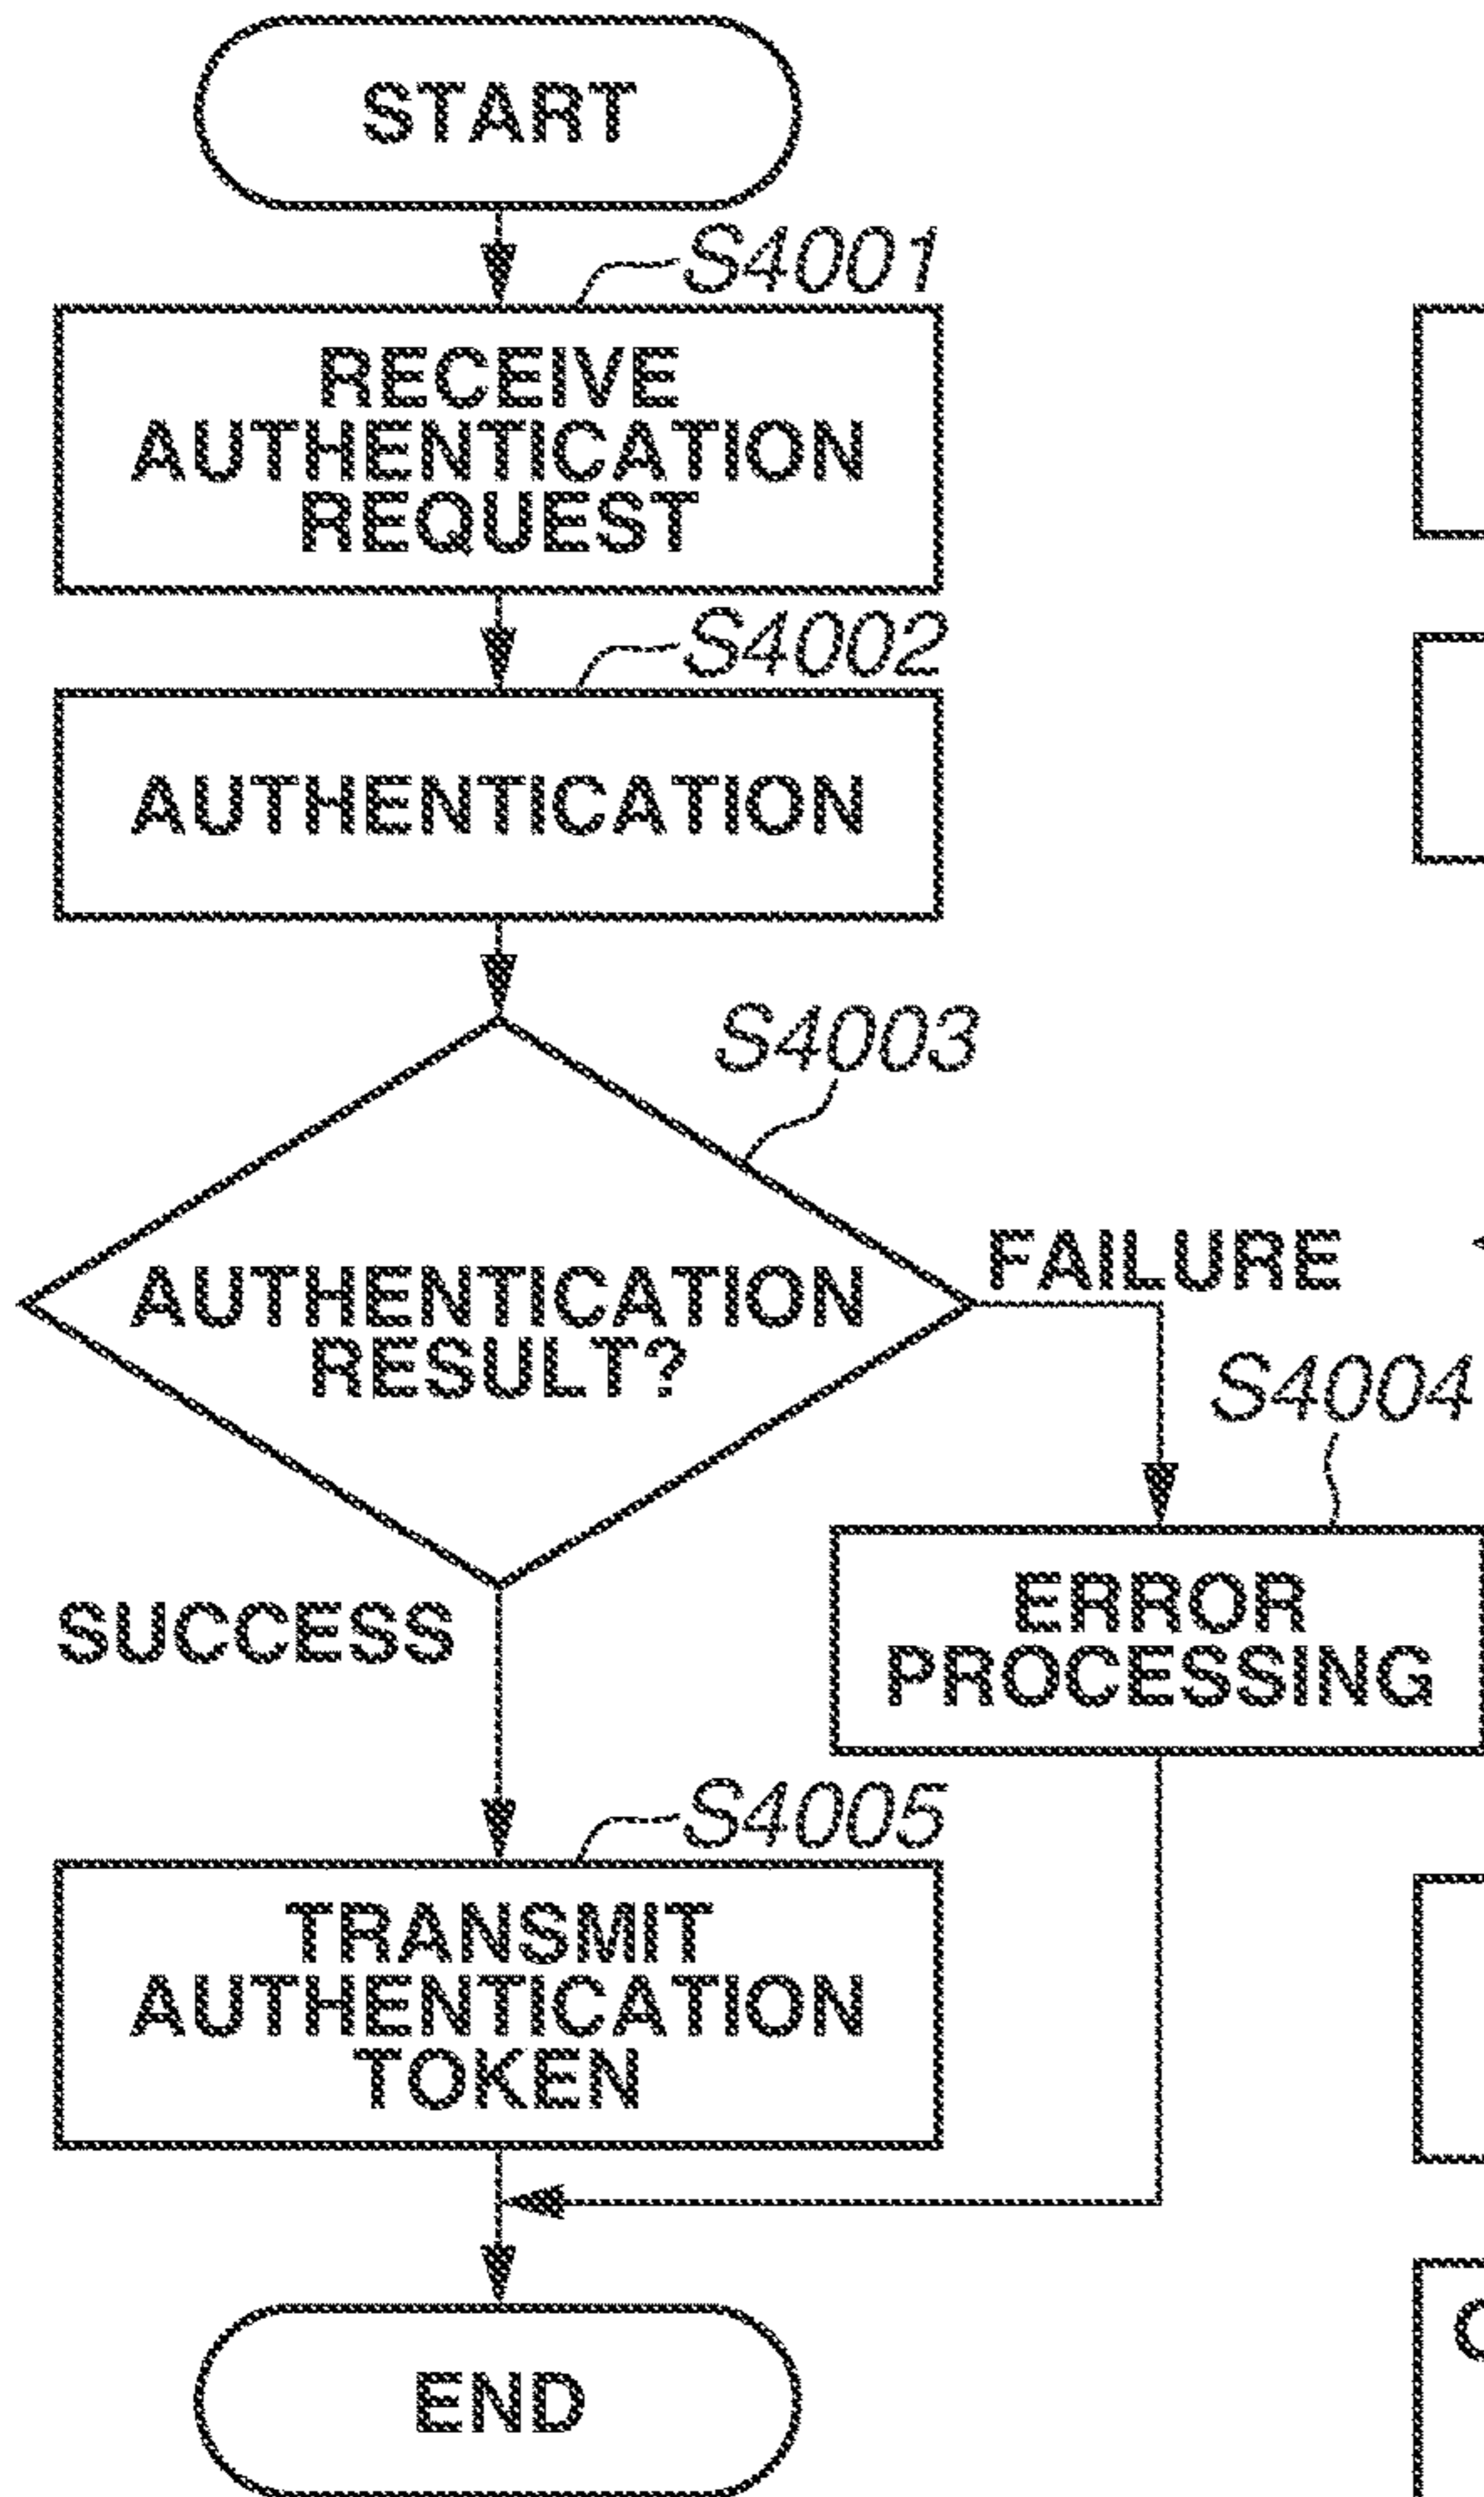 START
S4001
RECEIVE
AUTHENTICATION
REQUEST
S4002
AUTHENTICATION
S4003
AUTHENTICATION
RESULT?
FAILURE
S4004
SUCCESS
ERROR
PROCESSING
S4005
TRANSMIT
AUTHENTICATION
TOKEN
END